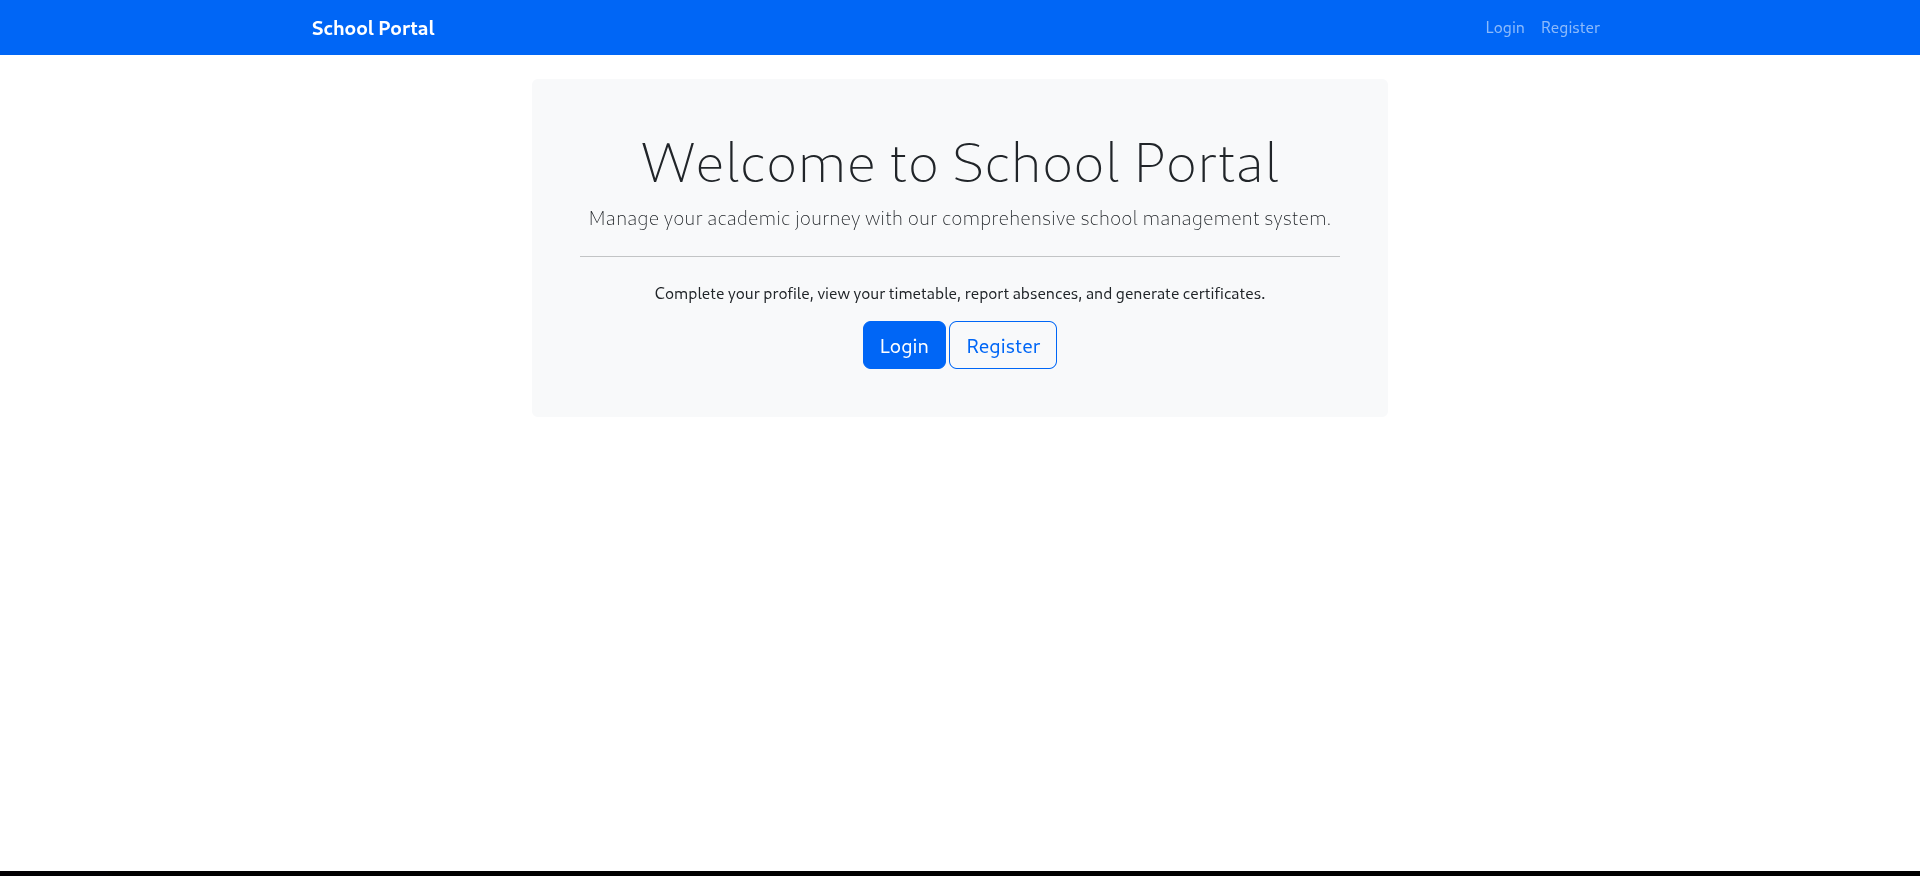 School Portal
Login Register
Welcome to School Portal
Manage your academic journey with our comprehensive school management system.
Complete your profile, view your timetable, report absences, and generate certificates.
Login Register